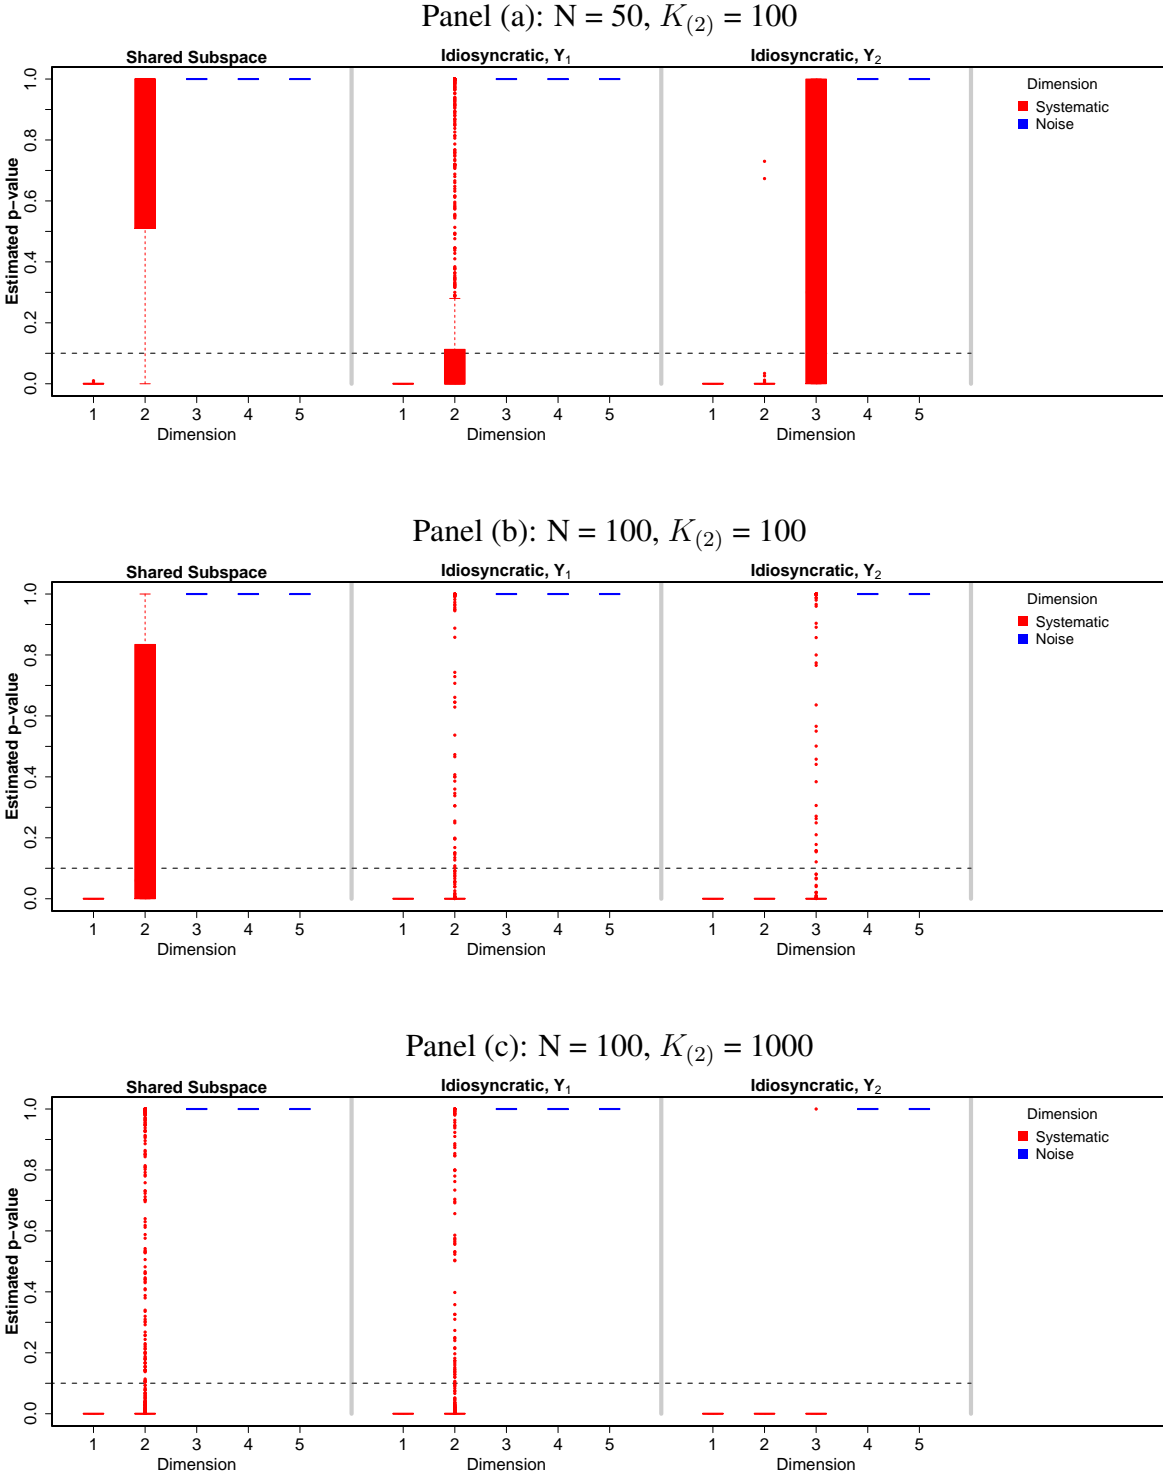 Panel (a): N = 50, K(2) = 100
Shared Subspace
Idiosyncratic, Y1
Idiosyncratic, Y2
Estimated p−value
0.0 0.2 0.4 0.6 0.8 1.0
Dimension
Systematic
Noise
1 2 3 4 5 1 2 3 4 5 1 2 3 4 5
Dimension Dimension Dimension
Panel (b): N = 100, K(2) = 100
Shared Subspace
Idiosyncratic, Y1
Idiosyncratic, Y2
Estimated p−value
0.0 0.2 0.4 0.6 0.8 1.0
Dimension
Systematic
Noise
1 2 3 4 5 1 2 3 4 5 1 2 3 4 5
Dimension Dimension Dimension
Panel (c): N = 100, K(2) = 1000
Shared Subspace
Idiosyncratic, Y1
Idiosyncratic, Y2
Estimated p−value
0.0 0.2 0.4 0.6 0.8 1.0
Dimension
Systematic
Noise
1 2 3 4 5 1 2 3 4 5 1 2 3 4 5
Dimension Dimension Dimension